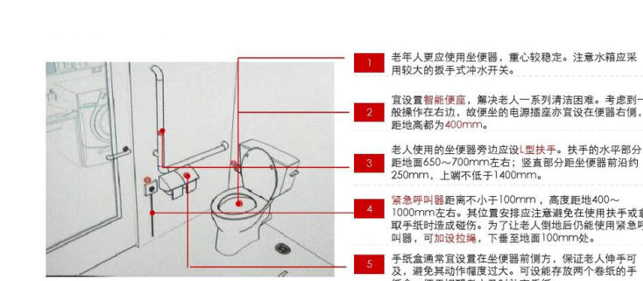 1
老年人更应使用坐便器，重心较稳定。注意水箱应采
用较大的扳手式冲水开关。
2
宜设置智能便座，解决老人一系列清洁困难。考虑到一
般操作在右边，故便坐的电源插座亦宜设在便器右侧，
距地高都为400mm。
3
老人使用的坐便器旁边应设L型扶手。扶手的水平部分
距地面650～700mm左右；竖直部分距坐便器前沿约
250mm，上端不低于1400mm。
4
紧急呼叫器距离不小于100mm，高度距地400～
1000mm左右。其位置安排应注意避免在使用扶手或
取手纸时造成碰伤。为了让老人倒地后仍能使用紧急呼
叫器，可加设拉绳，下垂至地面100mm处。
5
手纸盒通常宜设置在坐便器前侧方，保证老人伸手可
及，避免其动作幅度过大。可设能存放两个卷纸的手